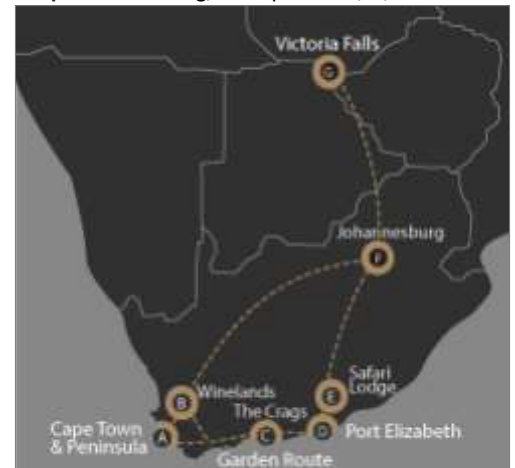 Victoria Falls
G
Johannesburg
F
Safari
Lodge
E
Winelands
B
The Crags
Cape Town
& Peninsula
A
C
D
Port Elizabeth
Garden Route